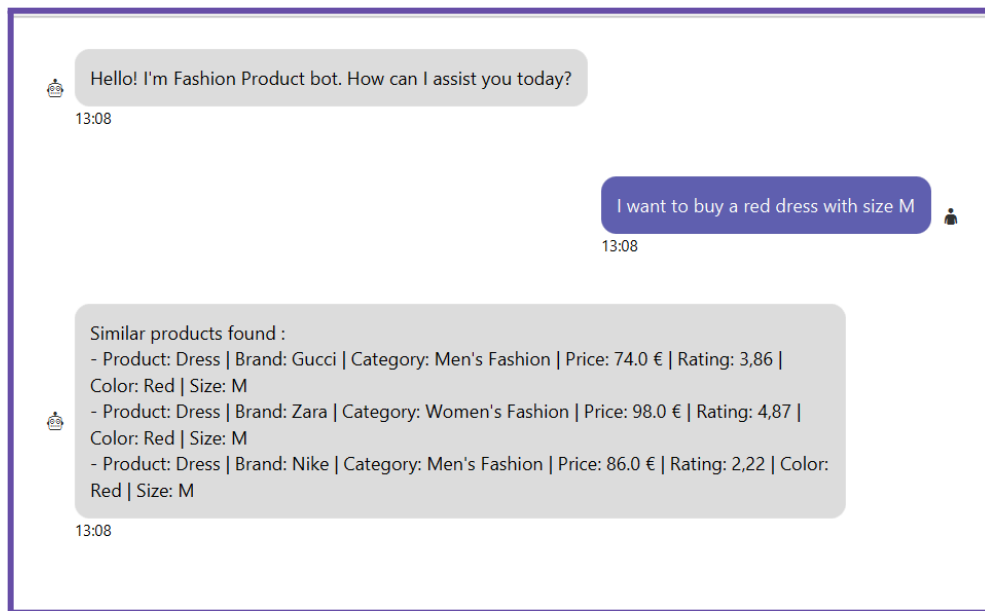 Hello! I'm Fashion Product bot. How can I assist you today?
13:08
I want to buy a red dress with size M
13:08
Similar products found :
- Product: Dress | Brand: Gucci | Category: Men's Fashion | Price: 74.0 € | Rating: 3,86 |
Color: Red | Size: M
- Product: Dress | Brand: Zara | Category: Women's Fashion | Price: 98.0 € | Rating: 4,87 |
Color: Red | Size: M
- Product: Dress | Brand: Nike | Category: Men's Fashion | Price: 86.0 € | Rating: 2,22 | Color:
Red | Size: M
13:08